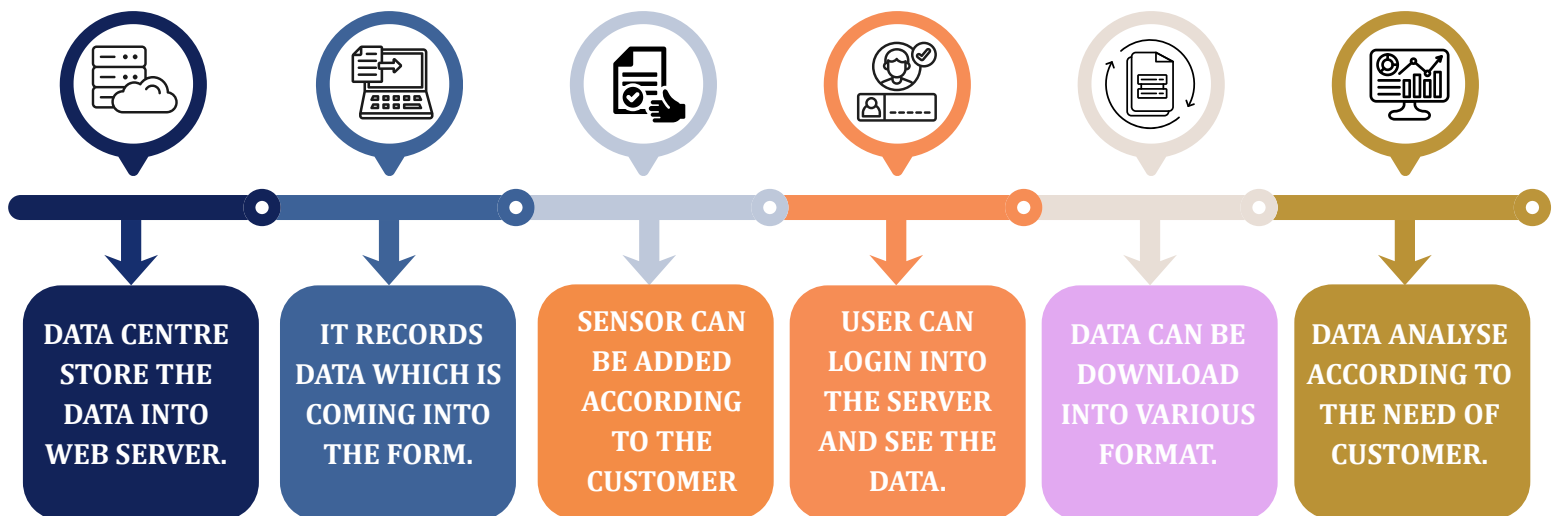 DATA CENTRE
STORE THE
DATA INTO
WEB SERVER.
IT RECORDS
DATA WHICH IS
COMING INTO
THE FORM.
SENSOR CAN
BE ADDED
ACCORDING
TO THE
CUSTOMER
USER CAN
LOGIN INTO
THE SERVER
AND SEE THE
DATA.
DATA CAN BE
DOWNLOAD
INTO VARIOUS
FORMAT.
DATA ANALYSE
ACCORDING TO
THE NEED OF
CUSTOMER.